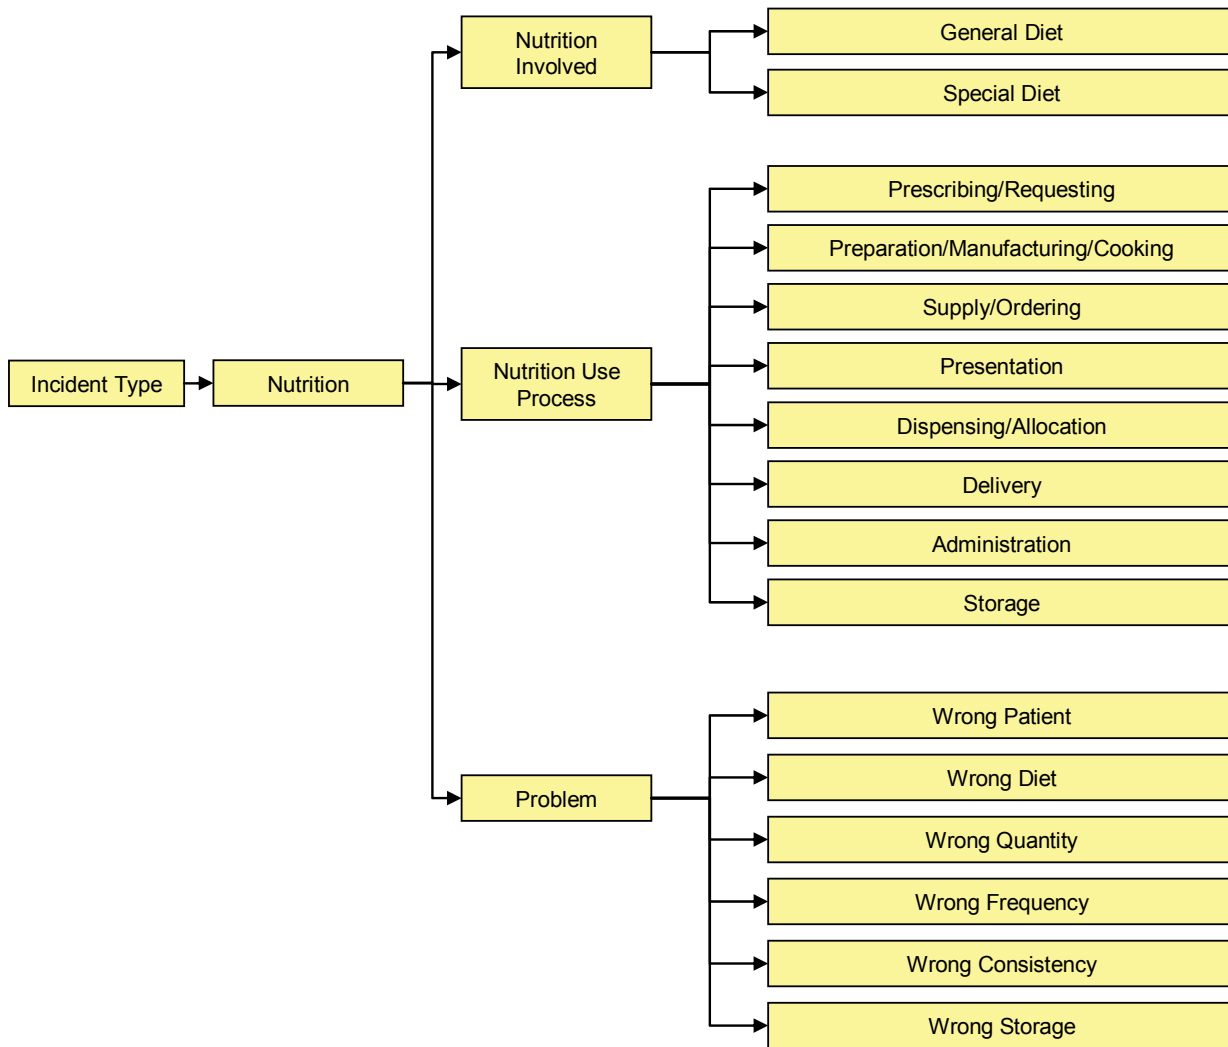 Incident Type
Nutrition
Nutrition
Involved
General Diet
Special Diet
Nutrition Use
Process
Prescribing/Requesting
Preparation/Manufacturing/Cooking
Supply/Ordering
Presentation
Dispensing/Allocation
Delivery
Administration
Storage
Problem
Wrong Patient
Wrong Diet
Wrong Quantity
Wrong Frequency
Wrong Consistency
Wrong Storage